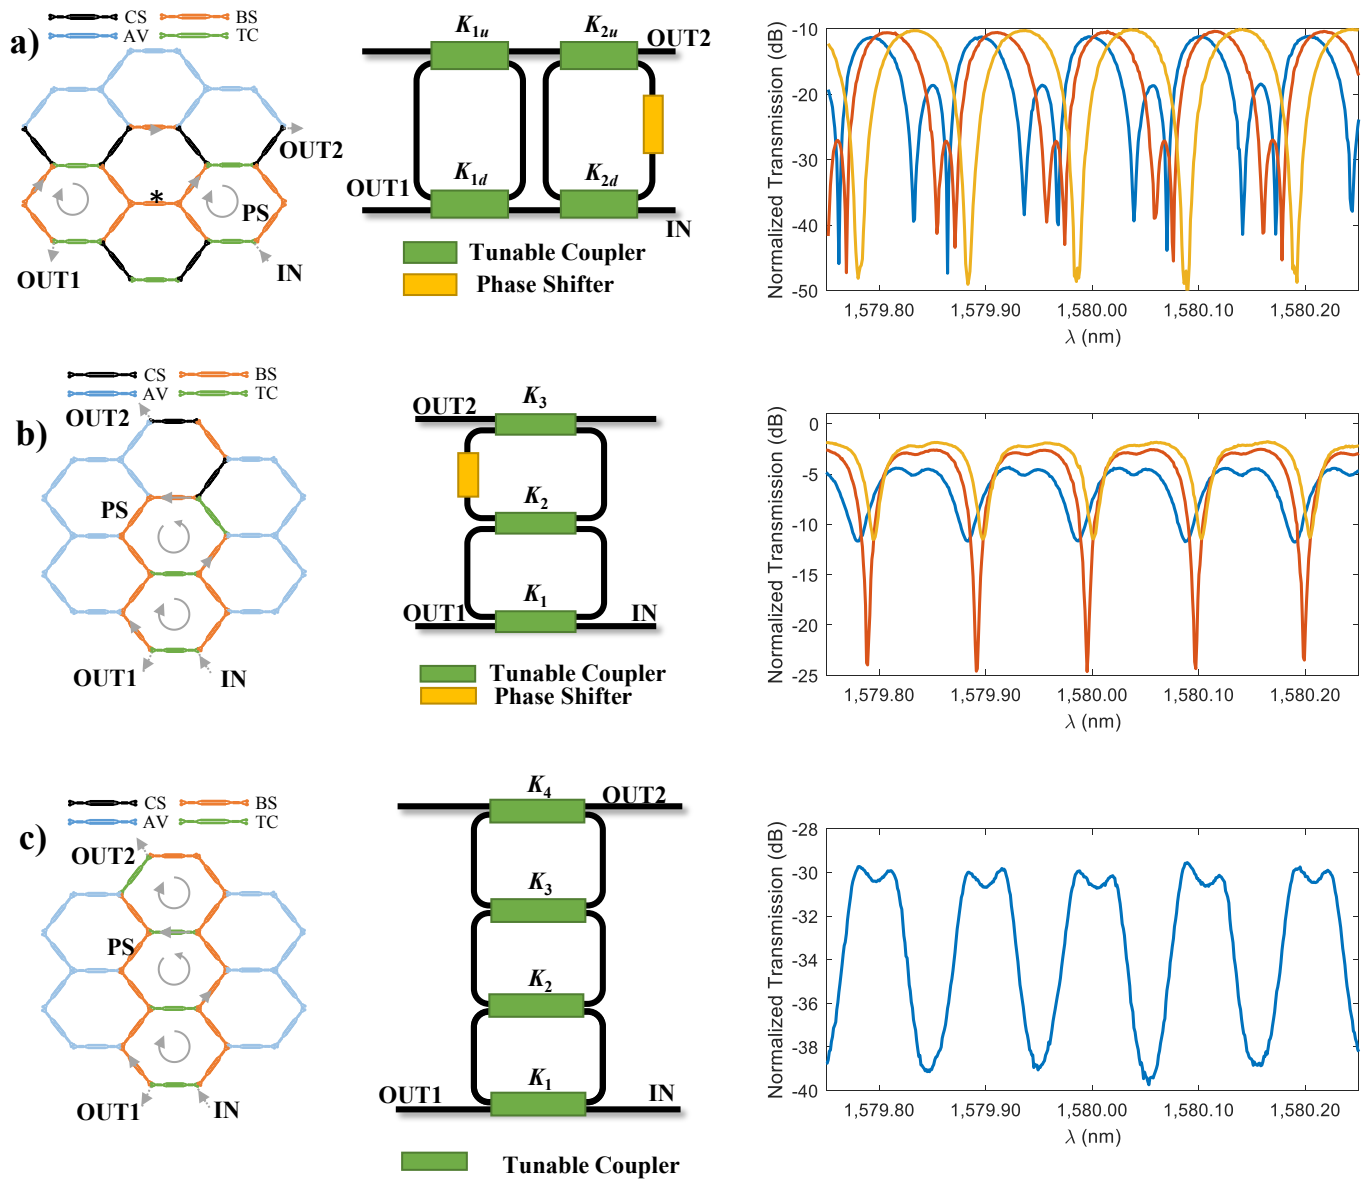 a)
CS BS
AV TC
OUT2
*
PS
OUT1 IN
K1u K2u OUT2
OUT1 K1d K2d IN
Tunable Coupler
Phase Shifter
Normalized Transmission (dB)
-10
-20
-30
-40
-50
1,579.80 1,579.90 1,580.00 1,580.10 1,580.20
λ (nm)
b)
CS BS
AV TC
OUT2
PS
OUT1 IN
OUT2 K3
K2
OUT1 K1 IN
Tunable Coupler
Phase Shifter
Normalized Transmission (dB)
0
-5
-10
-15
-20
-25
1,579.80 1,579.90 1,580.00 1,580.10 1,580.20
λ (nm)
c)
CS BS
AV TC
OUT2
PS
OUT1 IN
K4 OUT2
K3
K2
OUT1 K1 IN
Tunable Coupler
Normalized Transmission (dB)
-28
-30
-32
-34
-36
-38
-40
1,579.80 1,579.90 1,580.00 1,580.10 1,580.20
λ (nm)